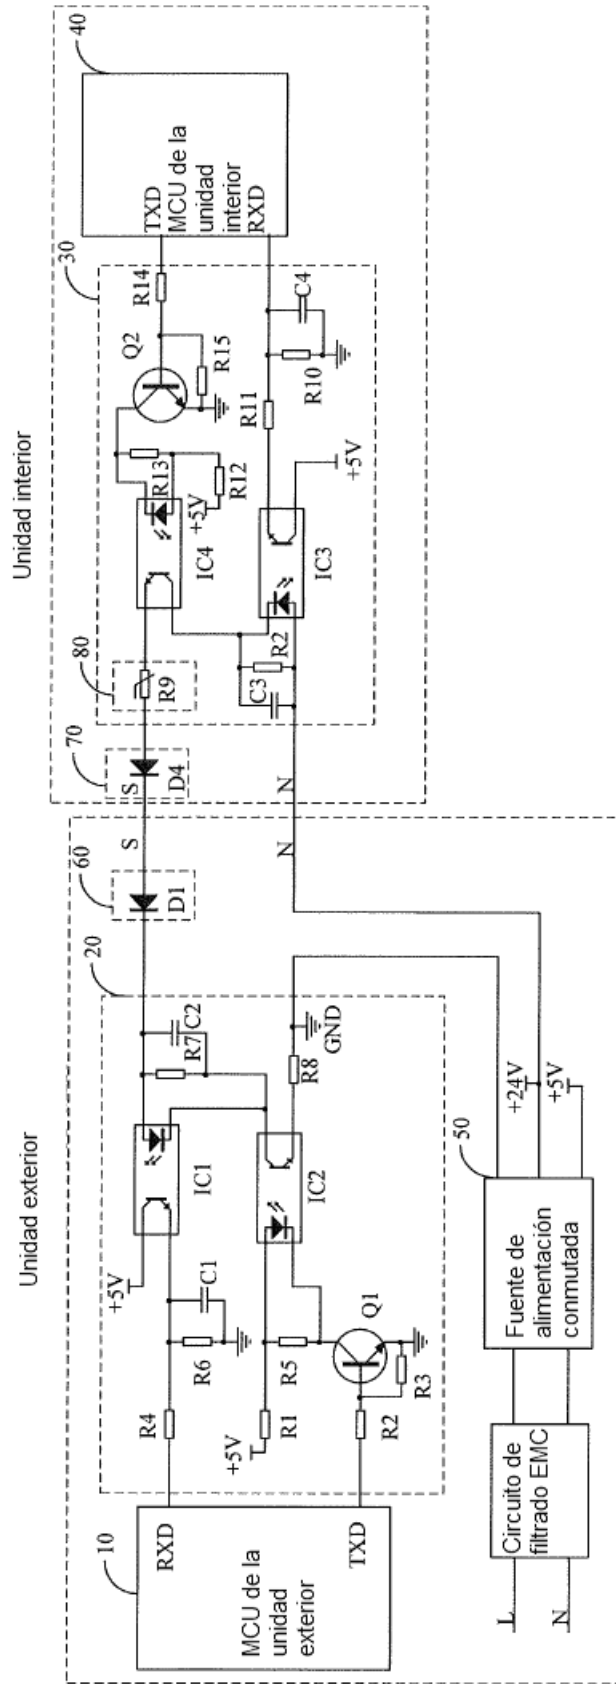 Unidad exterior
Unidad interior
10
MCU de la
unidad
exterior
RXD
TXD
R4
+5V
R1
R2
R3
Q1
R5
R6
C1
+5V
IC1
IC2
R7
C2
R8
GND
20
60
D1
S
N
L
N
Circuito de
filtrado EMC
Fuente de
alimentación
conmutada
50
+24V
+5V
70
S
D4
N
80
R9
C3
R2
IC4
IC3
R13
+5V
R12
+5V
Q2
R15
R14
R11
R10
C4
30
40
TXD
MCU de la
unidad
interior
RXD